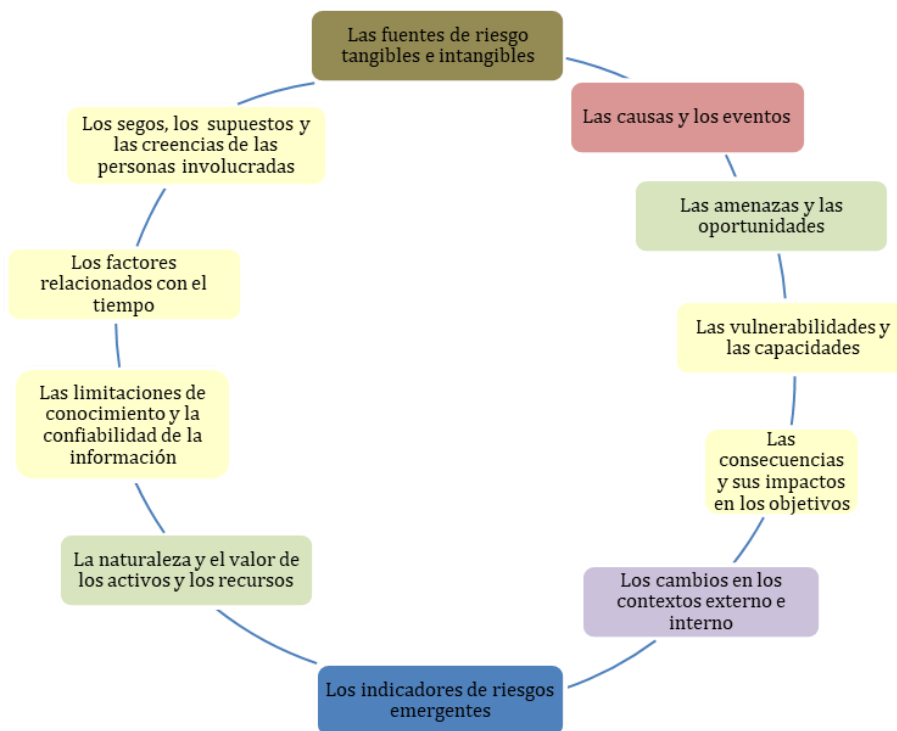 Las fuentes de riesgo
tangibles e intangibles
Las causas y los eventos
Las amenazas y las
oportunidades
Las vulnerabilidades y
las capacidades
Las
consecuencias
y sus impactos
en los objetivos
Los cambios en los
contextos externo e
interno
Los indicadores de riesgos
emergentes
La naturaleza y el valor de
los activos y los recursos
Las limitaciones de
conocimiento y la
confiabilidad de la
información
Los factores
relacionados con el
tiempo
Los segos, los supuestos y
las creencias de las
personas involucradas